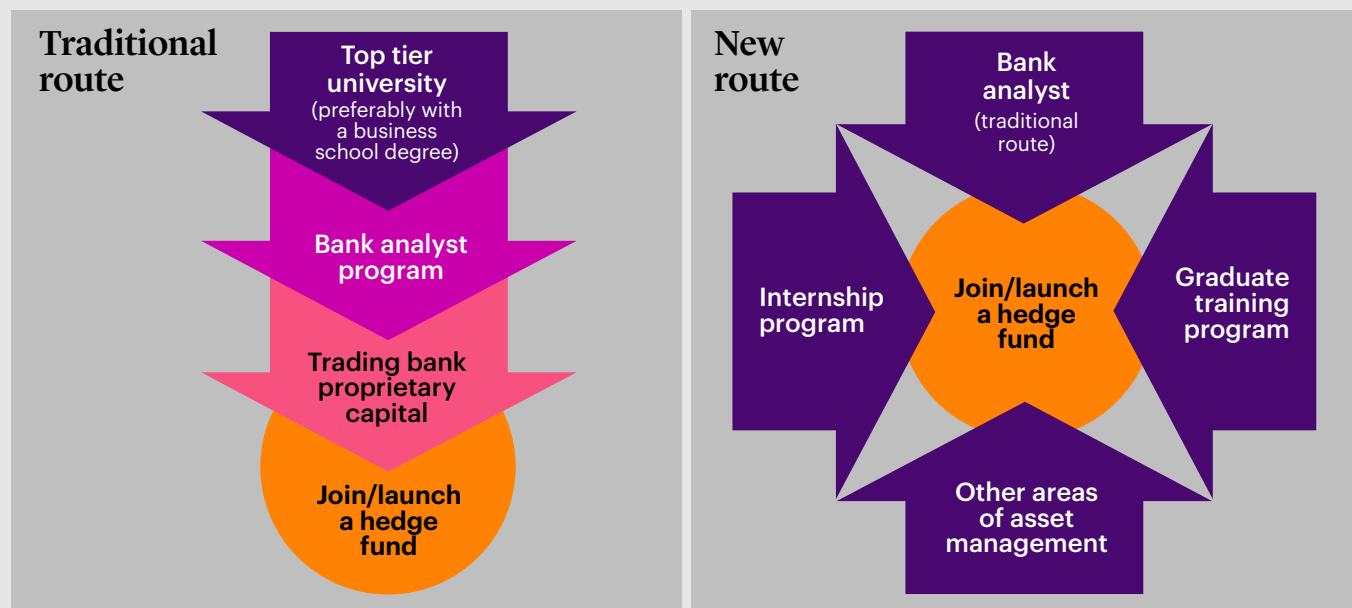 Traditional
route
Top tier
university
(preferably with
a business
school degree)
Bank analyst
program
Trading bank
proprietary
capital
Join/launch
a hedge
fund
New
route
Bank
analyst
(traditional
route)
Internship
program
Join/launch
a hedge
fund
Graduate
training
program
Other areas
of asset
management